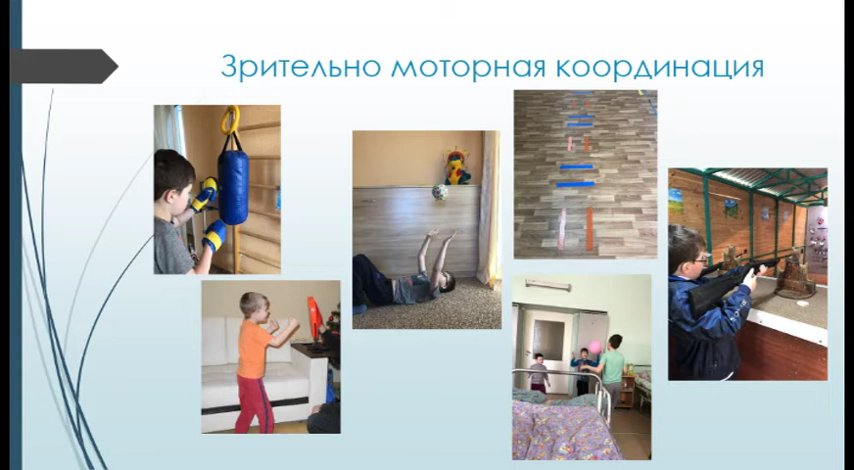 Зрительно моторная координация